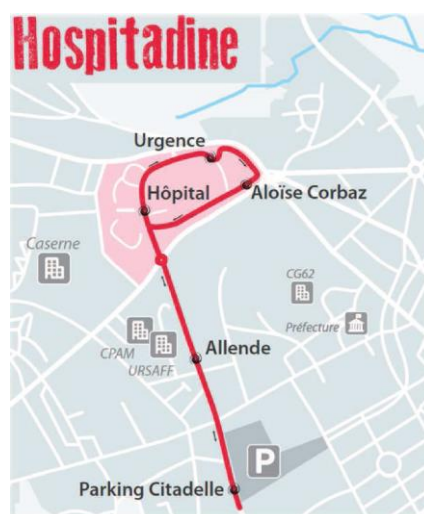 Hospitadine
Urgence
Hôpital
Aloïse Corbaz
Caserne
CG62
Préfecture
CPAM
URSAFF
Allende
P
Parking Citadelle